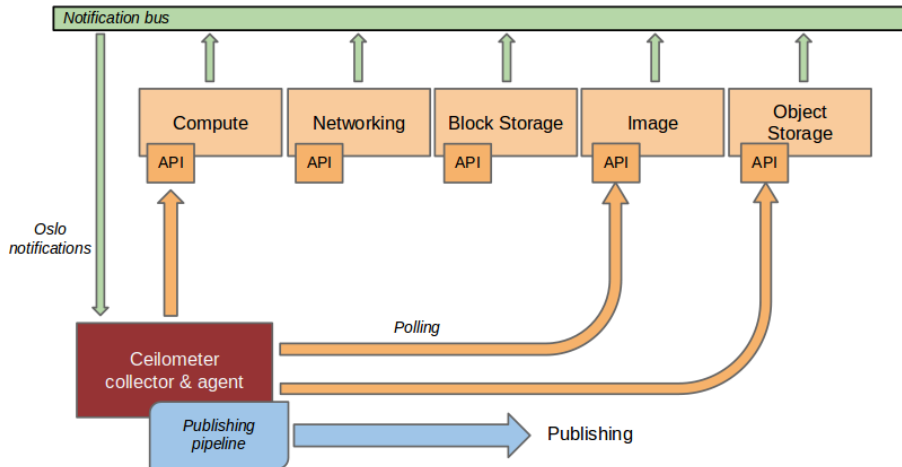 Notification bus
Compute
Networking
Block Storage
Image
Object
Storage
API
API
API
API
API
Oslo
notifications
Polling
Ceilometer
collector & agent
Publishing
pipeline
Publishing